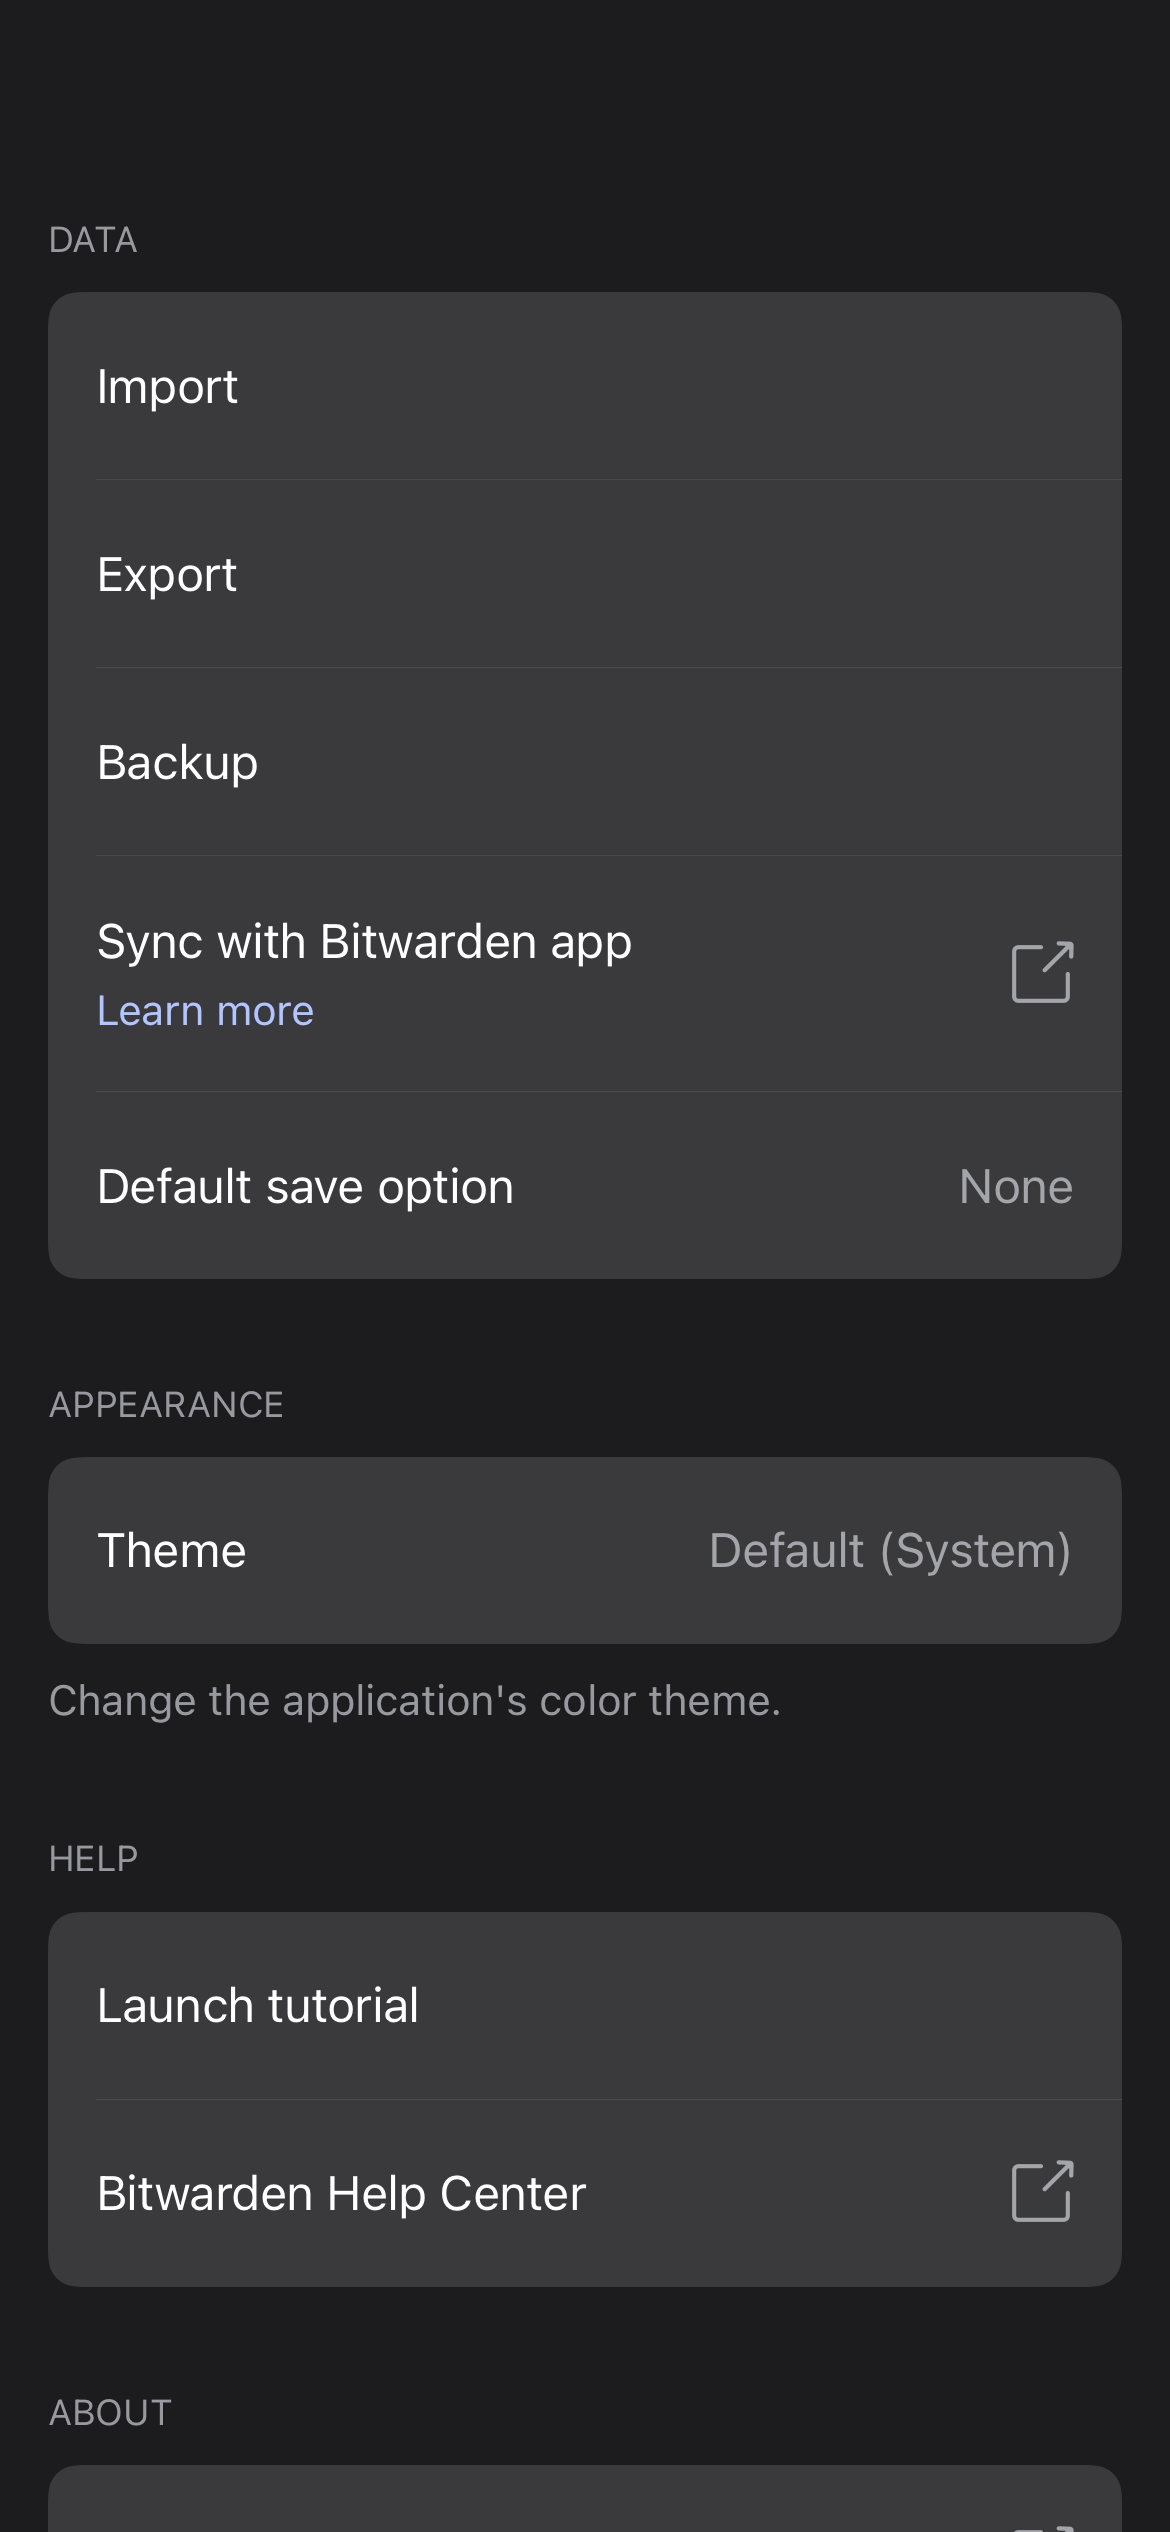 DATA
Import
Export
Backup
Sync with Bitwarden app
Learn more
Default save option None
APPEARANCE
Theme Default (System)
Change the application's color theme.
HELP
Launch tutorial
Bitwarden Help Center
ABOUT